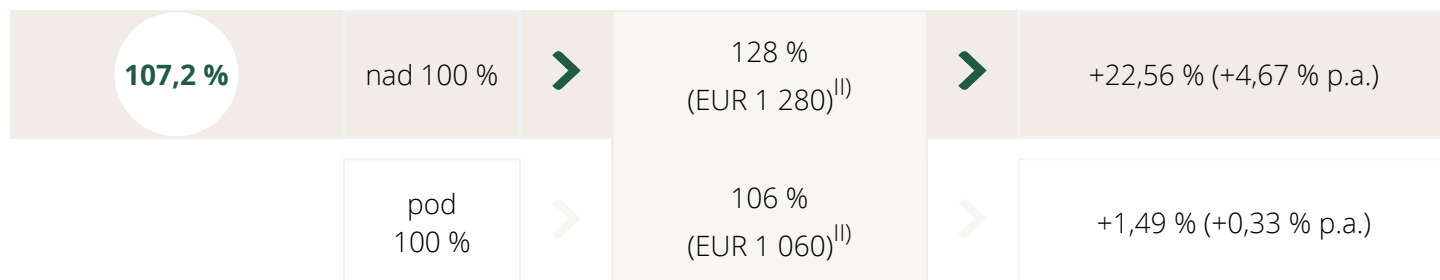 107,2 %
nad 100 %
128 %
(EUR 1 280)II)
+22,56 % (+4,67 % p.a.)
pod
100 %
106 %
(EUR 1 060)II)
+1,49 % (+0,33 % p.a.)